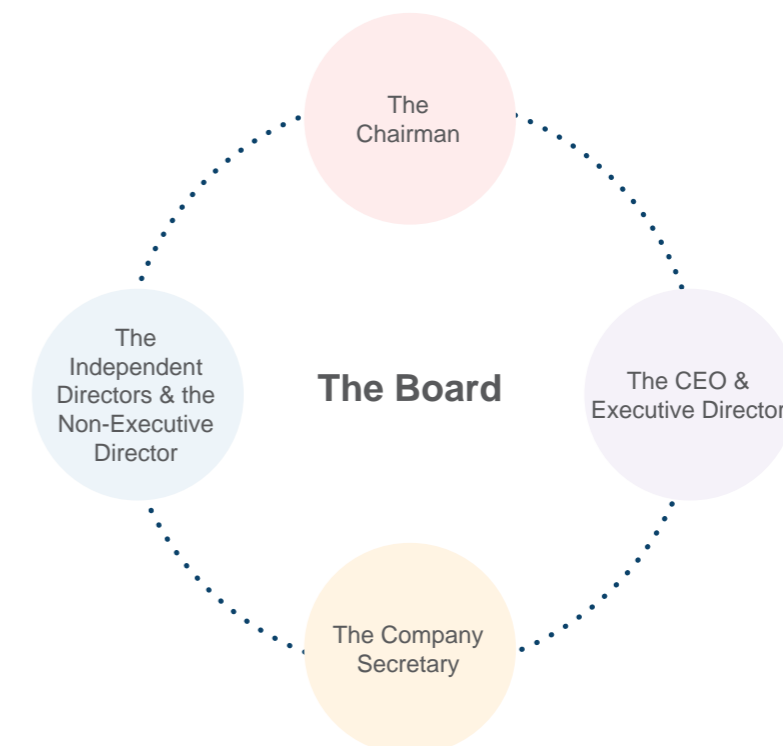 The
Chairman
The
Independent
Directors & the
Non-Executive
Director
The Board
The CEO &
Executive Director
The Company
Secretary